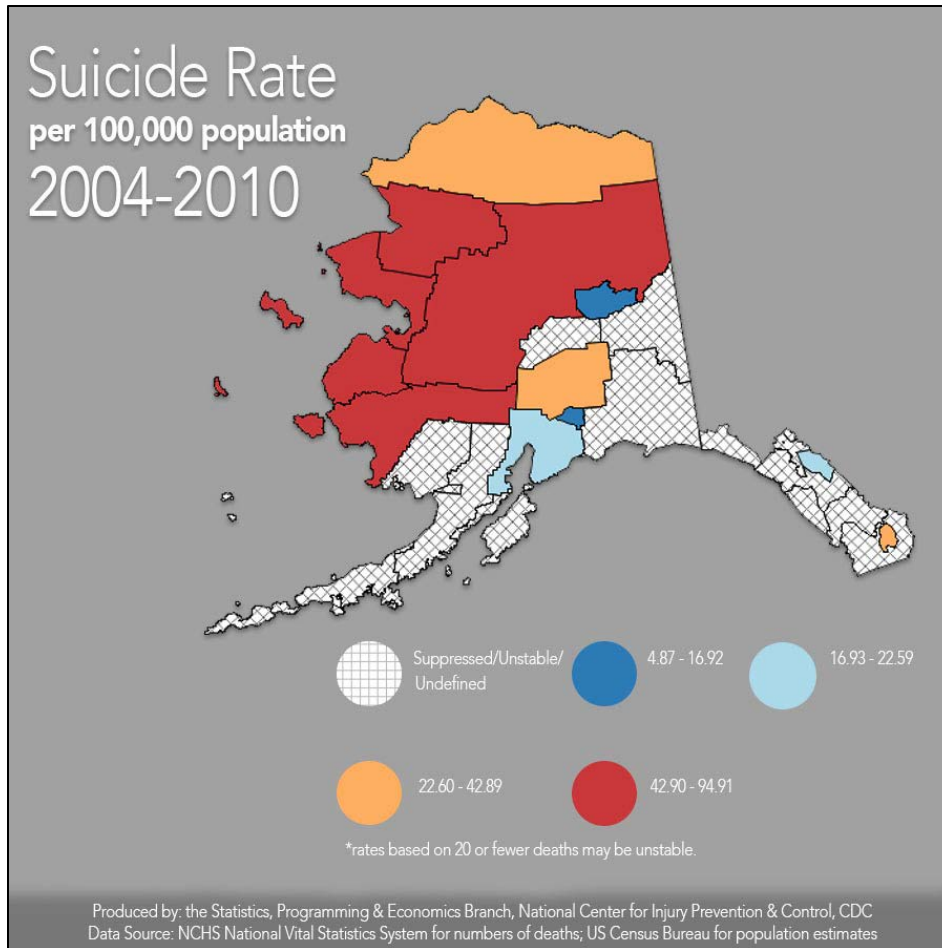 Suicide Rate
per 100,000 population
2004-2010
Suppressed/Unstable/
Undefined
4.87 - 16.92
16.93 - 22.59
22.60 - 42.89
42.90 - 94.91
*rates based on 20 or fewer deaths may be unstable.
Produced by: the Statistics, Programming & Economics Branch, National Center for Injury Prevention & Control, CDC
Data Source: NCHS National Vital Statistics System for numbers of deaths; US Census Bureau for population estimates